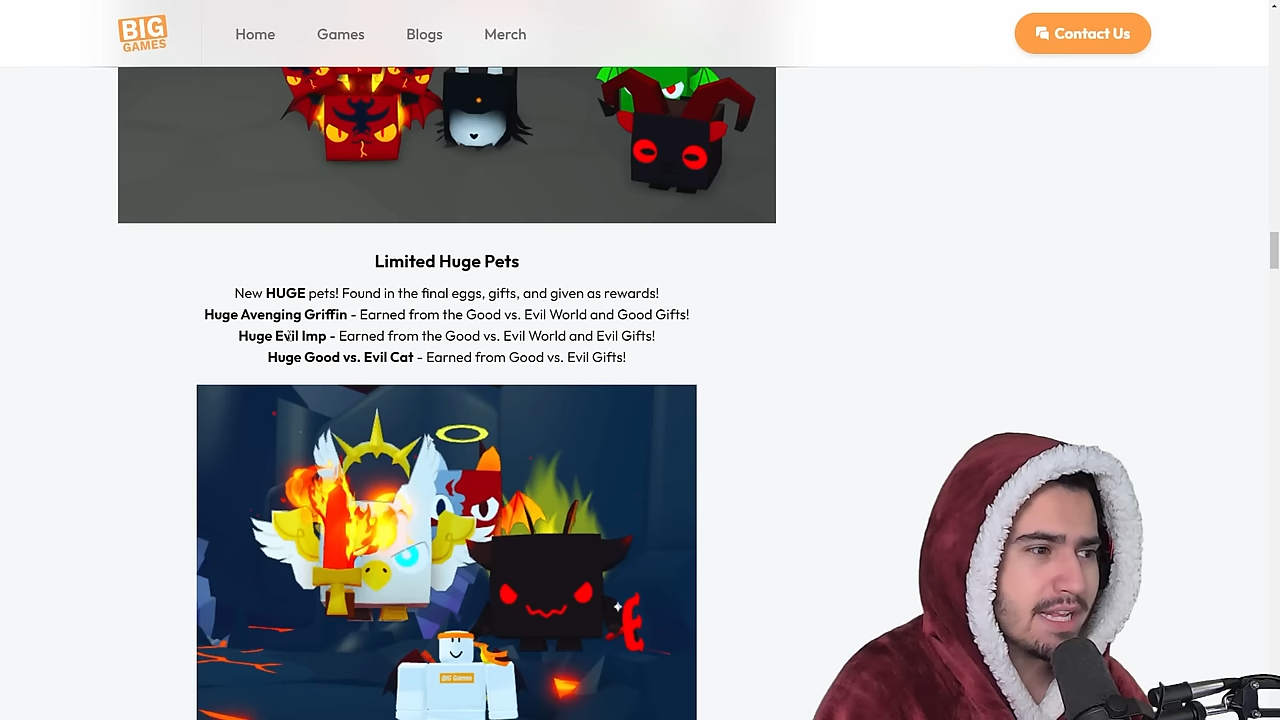 BIG
GAMES
Home
Games
Blogs
Merch
Contact Us
Limited Huge Pets
New HUGE pets! Found in the final eggs, gifts, and given as rewards!
Huge Avenging Griffin - Earned from the Good vs. Evil World and Good Gifts!
Huge Evil Imp - Earned from the Good vs. Evil World and Evil Gifts!
Huge Good vs. Evil Cat - Earned from Good vs. Evil Gifts!
BIG Games